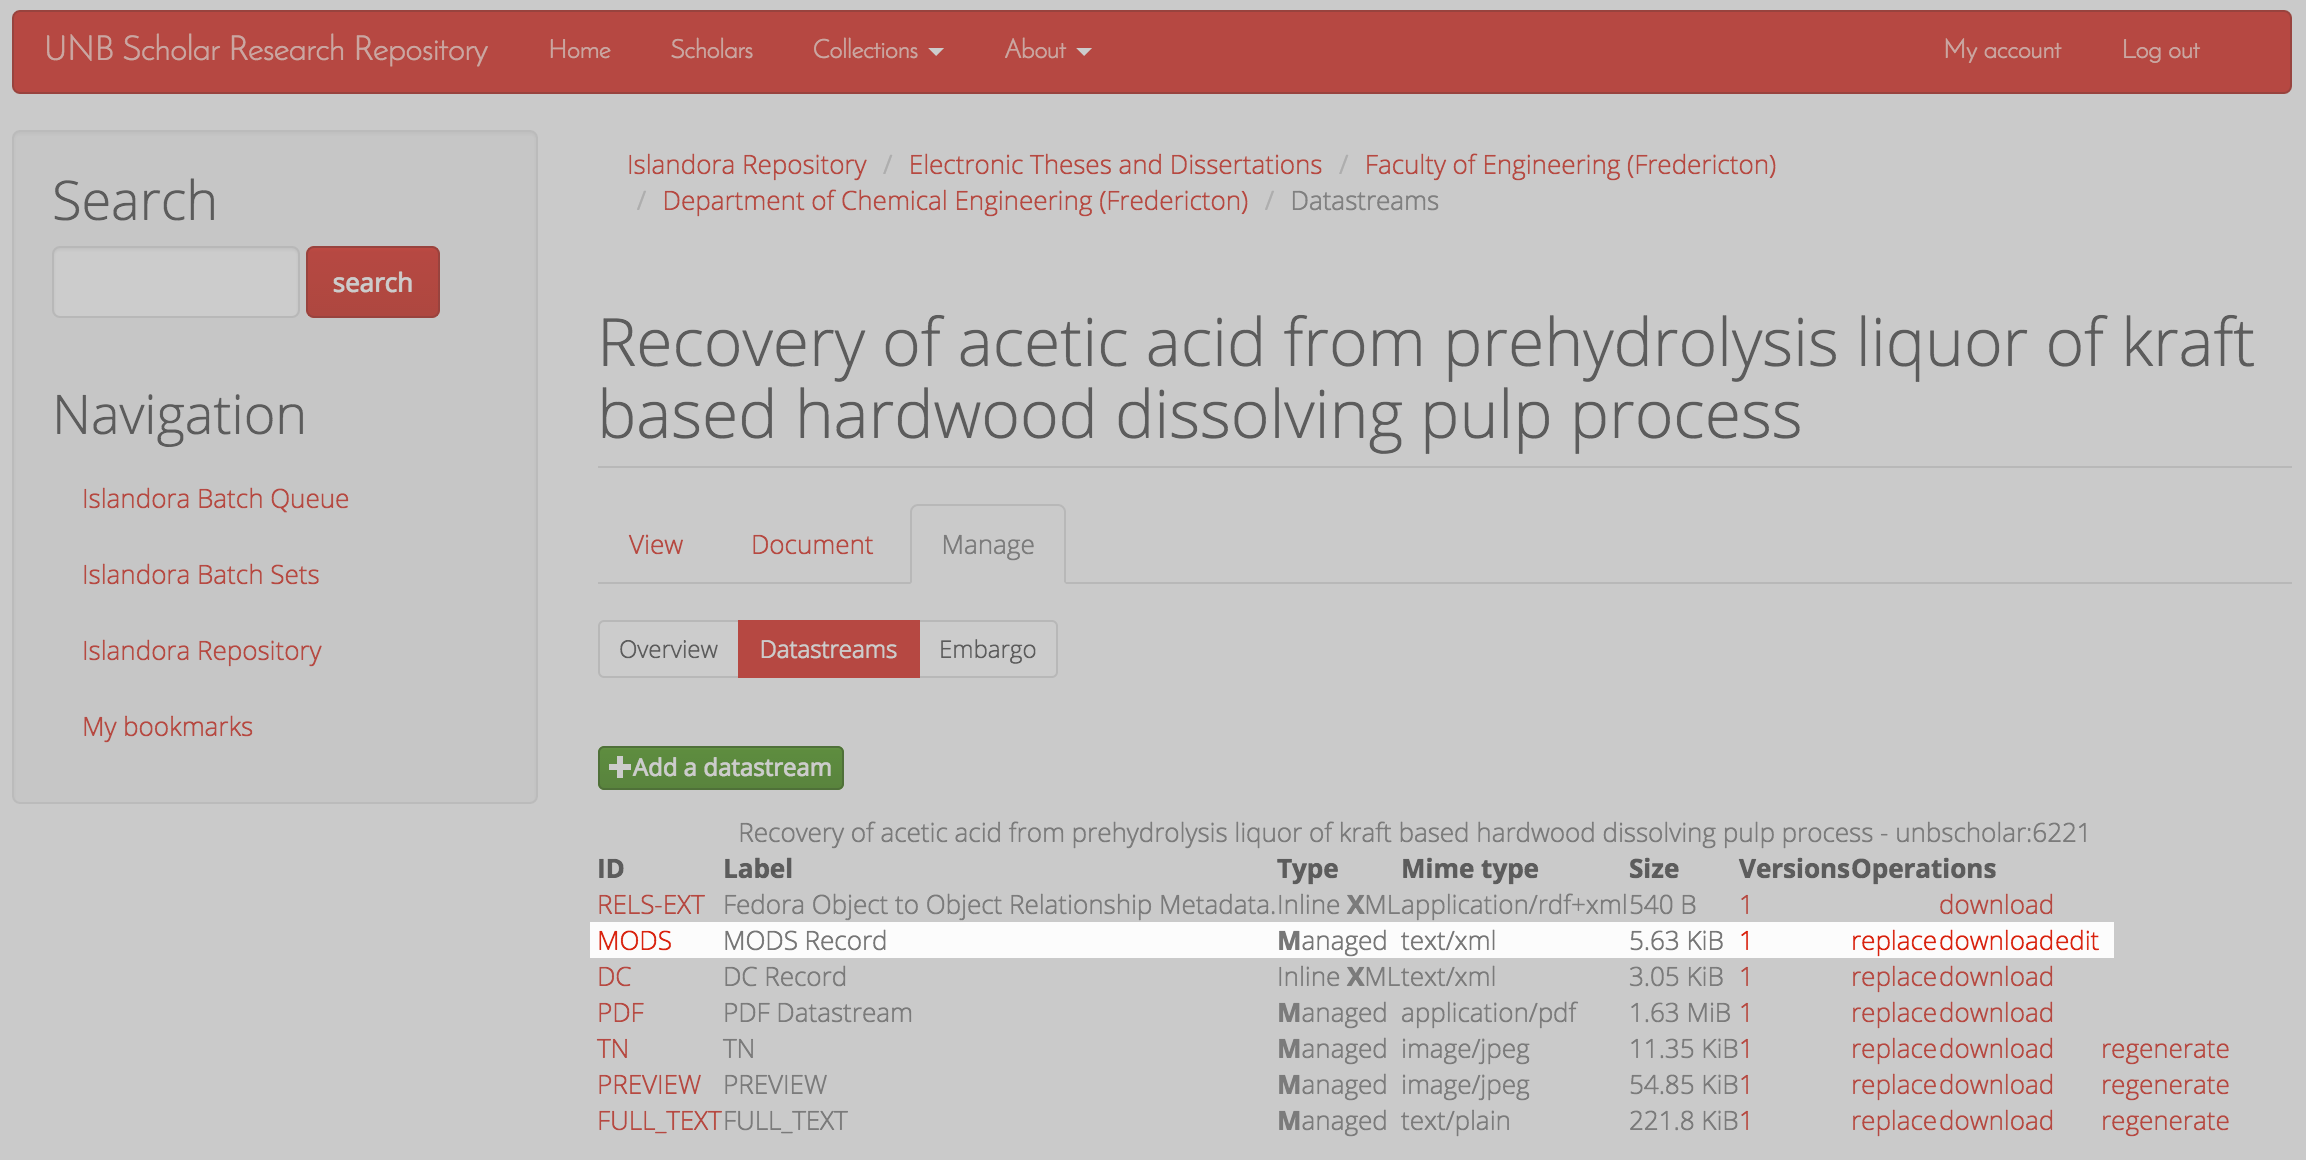 UNB Scholar Research Repository Home Scholars Collections About My account Log out
Search
search
Navigation
Islandora Batch Queue
Islandora Batch Sets
Islandora Repository
My bookmarks
Islandora Repository / Electronic Theses and Dissertations / Faculty of Engineering (Fredericton)
/ Department of Chemical Engineering (Fredericton) / Datastreams
Recovery of acetic acid from prehydrolysis liquor of kraft
based hardwood dissolving pulp process
View Document Manage
Overview Datastreams Embargo
Add a datastream
Recovery of acetic acid from prehydrolysis liquor of kraft based hardwood dissolving pulp process - unbscholar:6221
ID Label Type Mime type Size Versions Operations
RELS-EXT Fedora Object to Object Relationship Metadata. Inline XML application/rdf+xml 540 B 1 download
MODS MODS Record Managed text/xml 5.63 KiB 1 replace download edit
DC DC Record Inline XML text/xml 3.05 KiB 1 replace download
PDF PDF Datastream Managed application/pdf 1.63 MiB 1 replace download
TN TN Managed image/jpeg 11.35 KiB 1 replace download regenerate
PREVIEW PREVIEW Managed image/jpeg 54.85 KiB 1 replace download regenerate
FULL_TEXT FULL_TEXT Managed text/plain 221.8 KiB 1 replace download regenerate